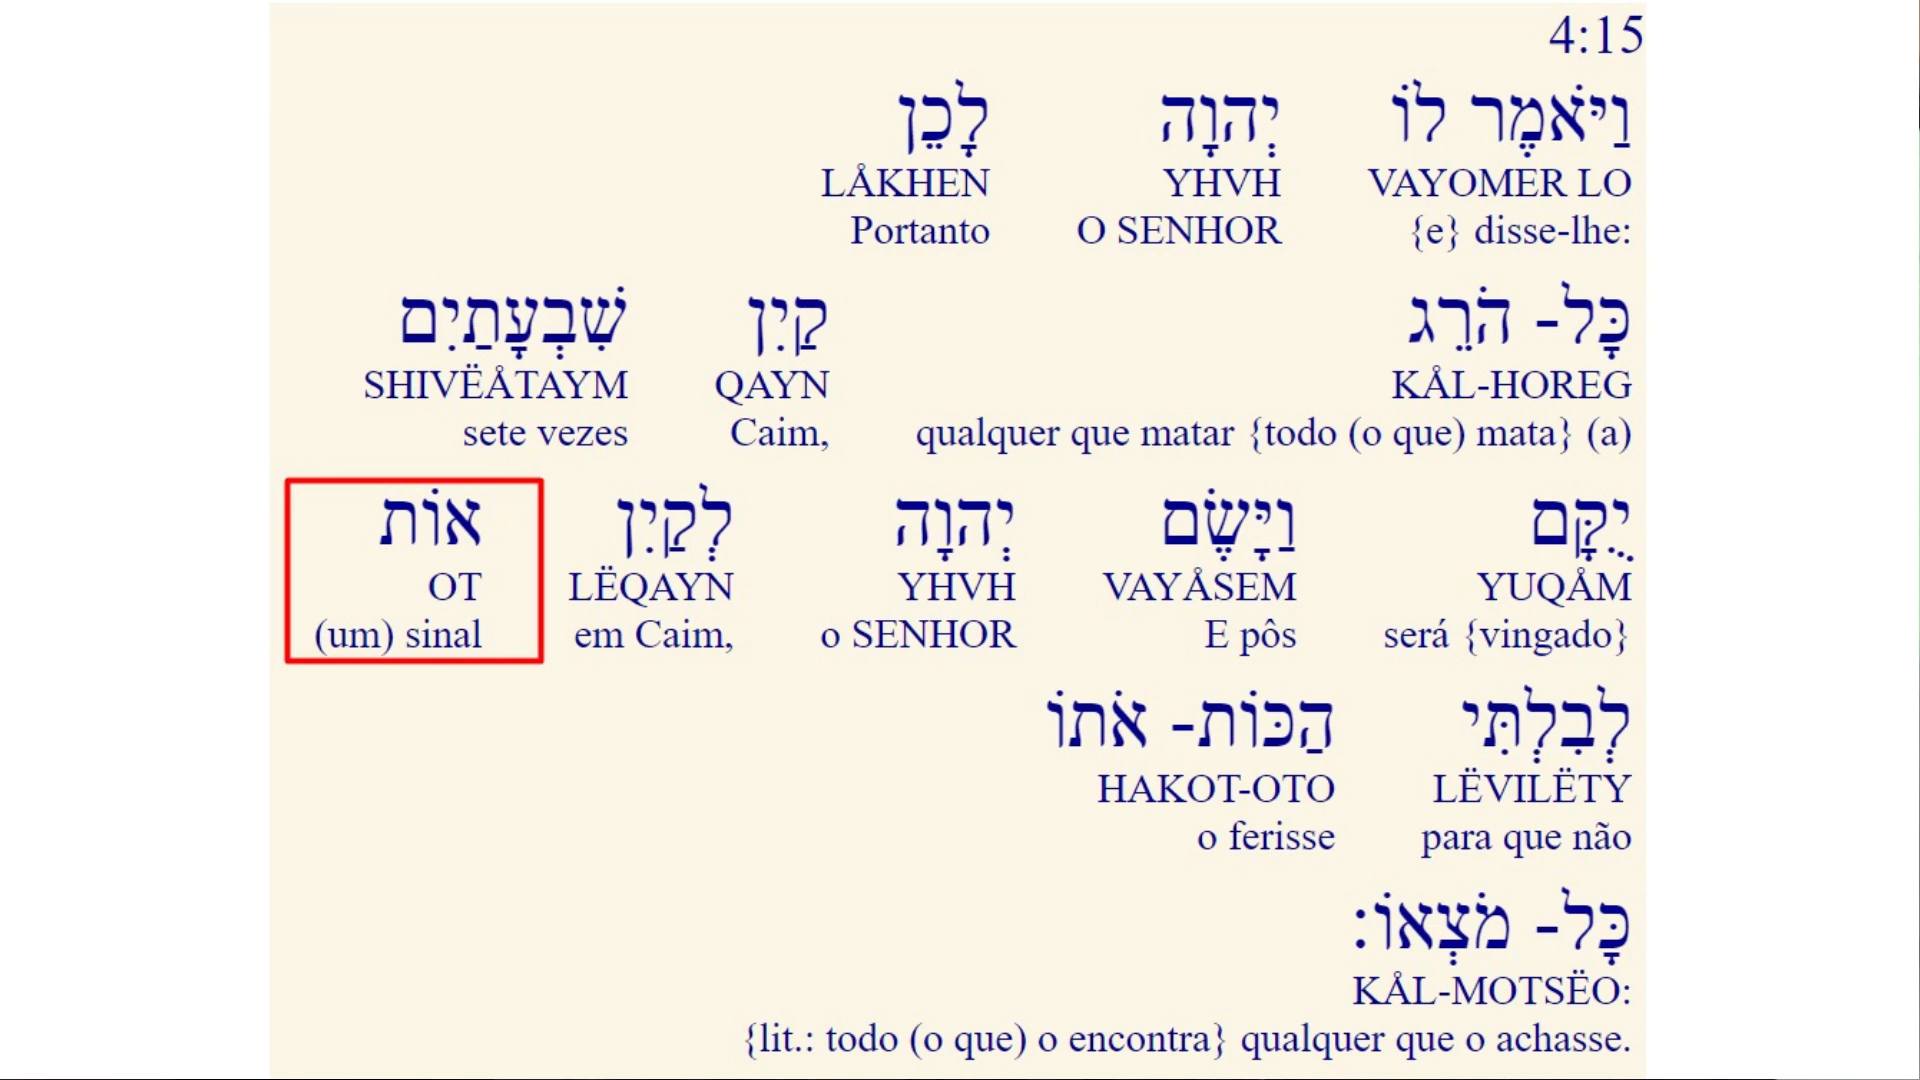 4:15
וַיֹּאמֶר לוֹ יְהוָה לָכֵן
VAYOMER LO YHVH LÅKHEN
{e} disse-lhe: O SENHOR Portanto
כָּל- הֹרֵג קַיִן שִׁבְעָתַיִם
KÅL-HOREG QAYN SHIVËÅTAYM
qualquer que matar {todo (o que) mata} (a) Caim, sete vezes
יֻקָּם וַיָּשֶׂם יְהוָה לְקַיִן אוֹת
YUQÅM VAYÅSEM YHVH LËQAYN OT
será {vingado} E pôs o SENHOR em Caim, (um) sinal
לְבִלְתִּי הַכּוֹת- אֹתוֹ
LËVILËTY HAKOT-OTO
para que não o ferisse
כָּל- מֹצְאוֹ:
KÅL-MOTSËO:
{lit.: todo (o que) o encontra} qualquer que o achasse.